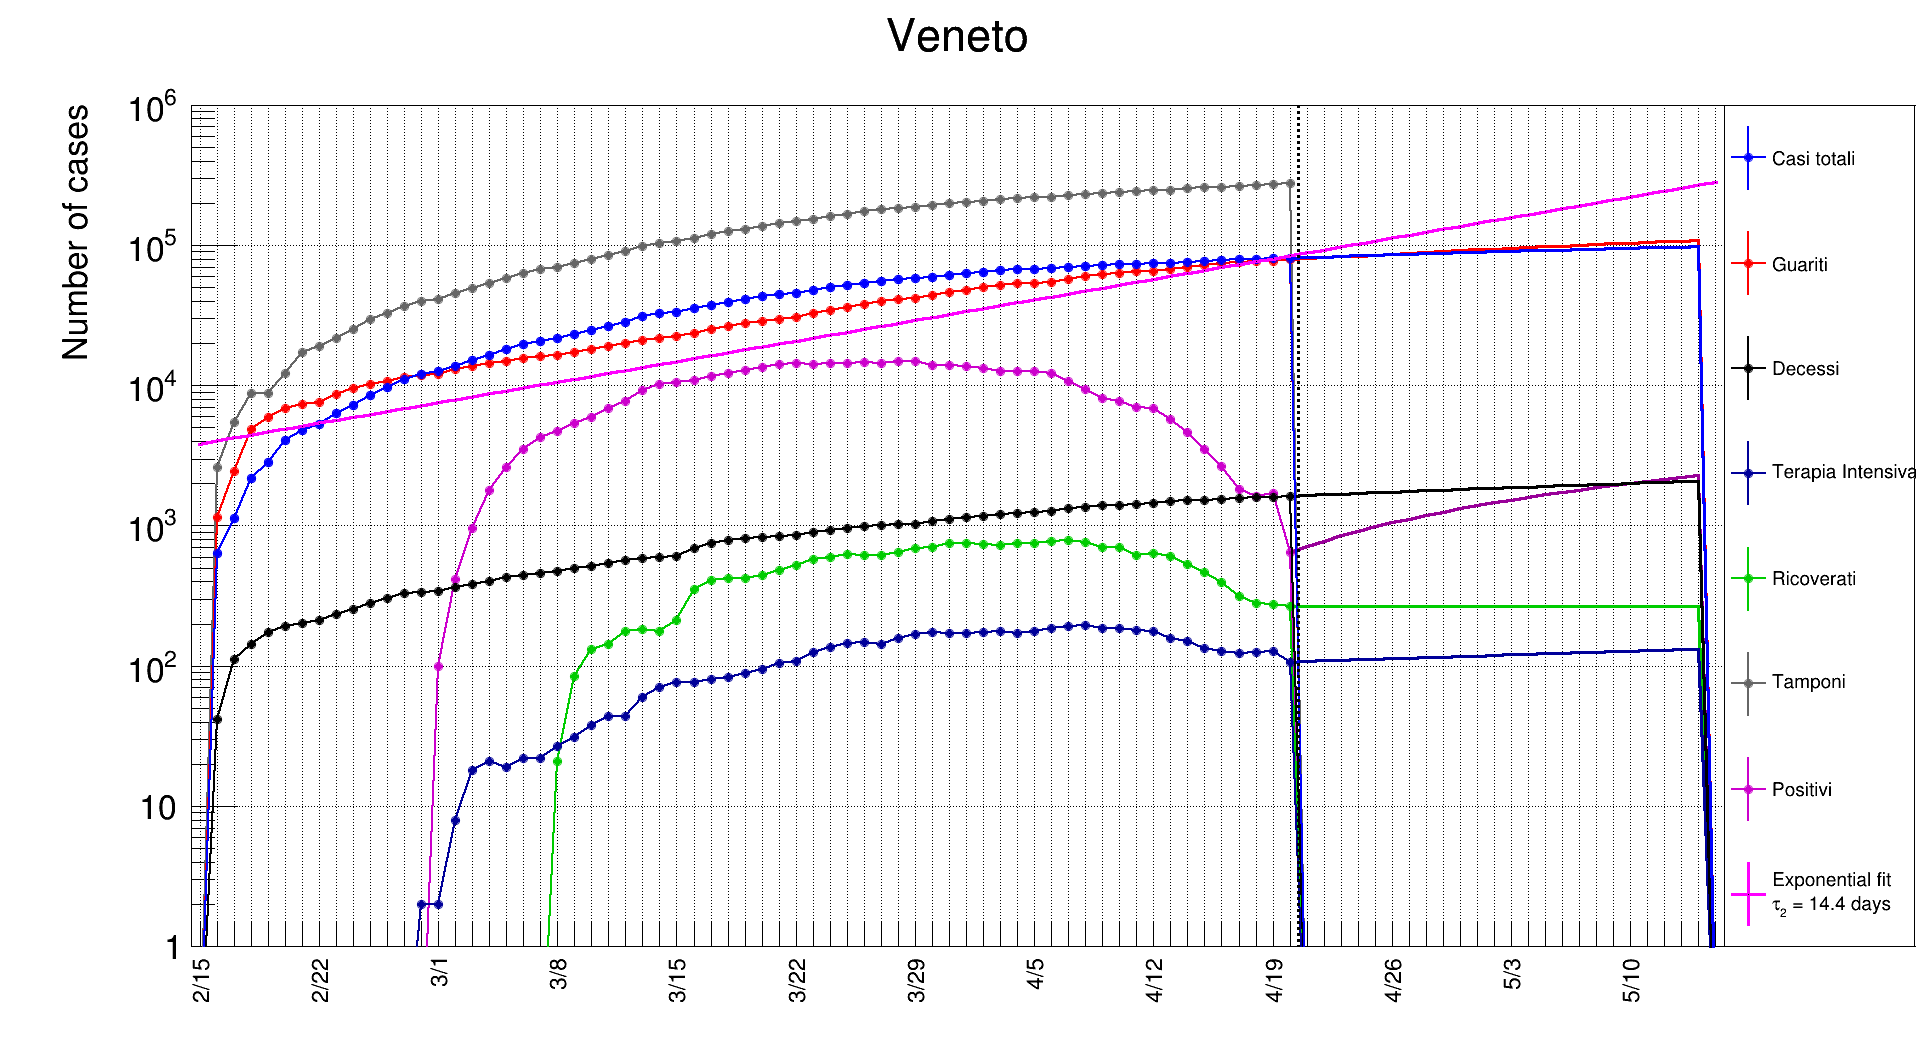 Veneto
Number of cases
10^6
10^5
10^4
10^3
10^2
10
1
2/15
2/22
3/1
3/8
3/15
3/22
3/29
4/5
4/12
4/19
4/26
5/3
5/10
Casi totali
Guariti
Decessi
Terapia Intensiva
Ricoverati
Tamponi
Positivi
Exponential fit
τ₂ = 14.4 days